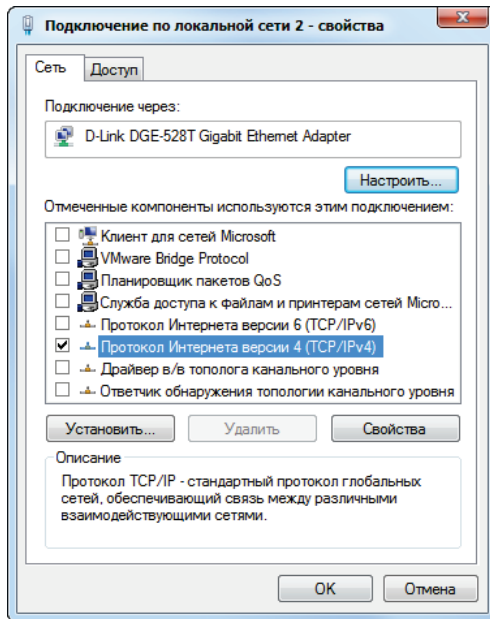 Подключение по локальной сети 2 - свойства
Сеть
Доступ
Подключение через:
D-Link DGE-528T Gigabit Ethernet Adapter
Настроить...
Отмеченные компоненты используются этим подключением:
Клиент для сетей Microsoft
VMware Bridge Protocol
Планировщик пакетов QoS
Служба доступа к файлам и принтерам сетей Micro...
Протокол Интернета версии 6 (TCP/IPv6)
Протокол Интернета версии 4 (TCP/IPv4)
Драйвер в/в тополога канального уровня
Ответчик обнаружения топологии канального уровня
Установить...
Удалить
Свойства
Описание
Протокол TCP/IP - стандартный протокол глобальных
сетей, обеспечивающий связь между различными
взаимодействующими сетями.
OK
Отмена